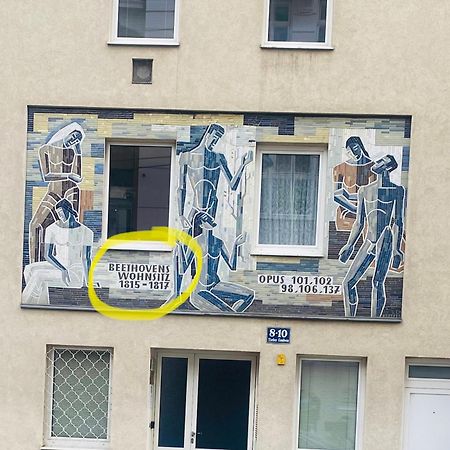 BEETHOVENS
WOHNSITZ
1815-1817
OPUS 101,102
98,106,137
8-10